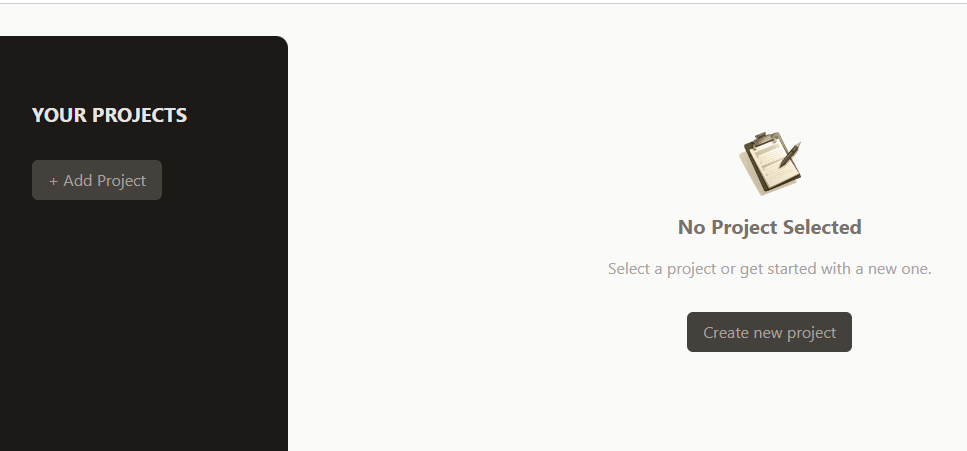 YOUR PROJECTS
+ Add Project
No Project Selected
Select a project or get started with a new one.
Create new project